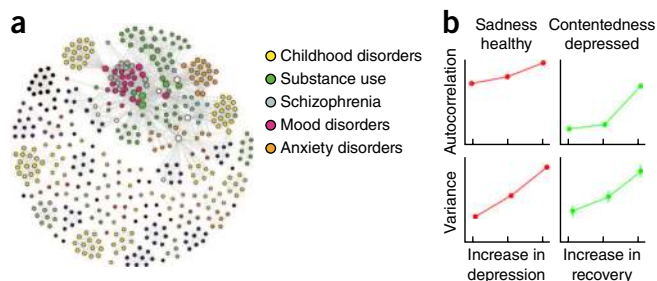 a
Childhood disorders
Substance use
Schizophrenia
Mood disorders
Anxiety disorders
b
Sadness
healthy
Contentedness
depressed
Autocorrelation
Variance
Increase in
depression
Increase in
recovery